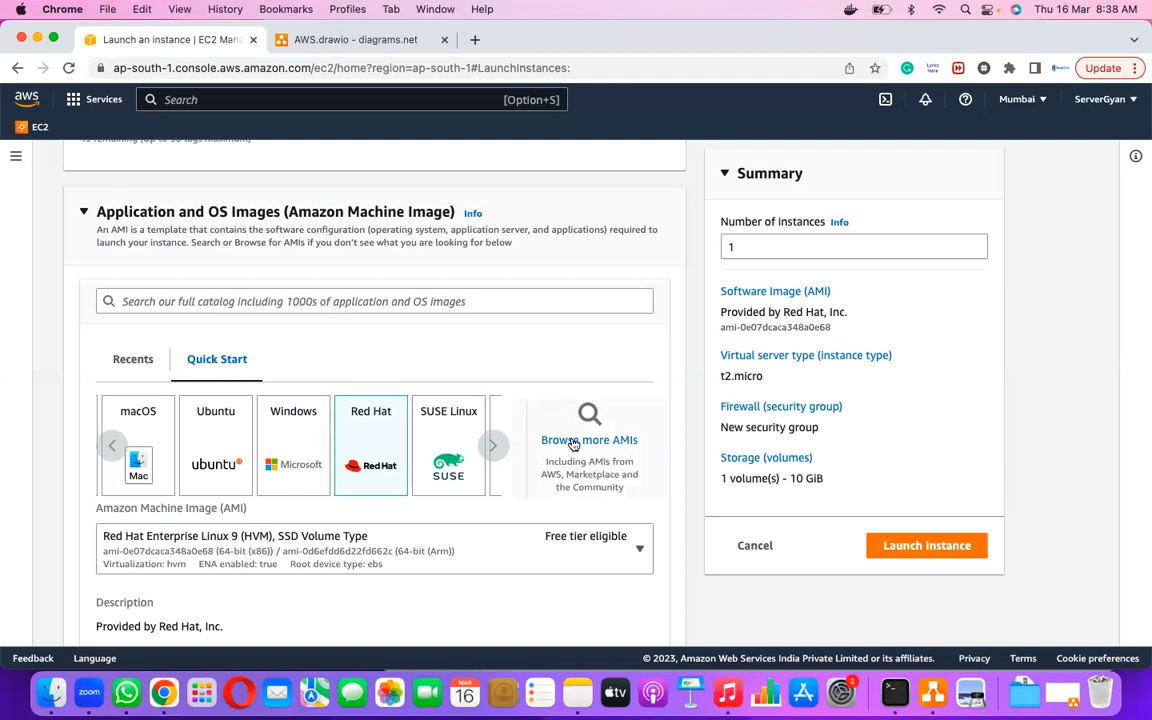 Chrome File Edit View History Bookmarks Profiles Tab Window Help Thu 16 Mar 8:38 AM
Launch an instance | EC2 Mana AWS.drawio - diagrams.net
ap-south-1.console.aws.amazon.com/ec2/home?region=ap-south-1#LaunchInstances: Update
aws Services Search [Option+S] Mumbai ServerGyan
EC2
Application and OS Images (Amazon Machine Image) Info
An AMI is a template that contains the software configuration (operating system, application server, and applications) required to
launch your instance. Search or Browse for AMIs if you don't see what you are looking for below
Search our full catalog including 1000s of application and OS images
Recents Quick Start
macOS Ubuntu Windows Red Hat SUSE Linux
Mac ubuntu Microsoft Red Hat SUSE
Browse more AMIs
Including AMIs from
AWS, Marketplace and
the Community
Amazon Machine Image (AMI)
Red Hat Enterprise Linux 9 (HVM), SSD Volume Type Free tier eligible
ami-0e07dcaca348a0e68 (64-bit (x86)) / ami-0d6efdd6d22fd662c (64-bit (Arm))
Virtualization: hvm ENA enabled: true Root device type: ebs
Description
Provided by Red Hat, Inc.
Summary
Number of instances Info
1
Software Image (AMI)
Provided by Red Hat, Inc.
ami-0e07dcaca348a0e68
Virtual server type (instance type)
t2.micro
Firewall (security group)
New security group
Storage (volumes)
1 volume(s) - 10 GiB
Cancel Launch instance
Feedback Language © 2023, Amazon Web Services India Private Limited or its affiliates. Privacy Terms Cookie preferences
zoom MAR 16 tv 2